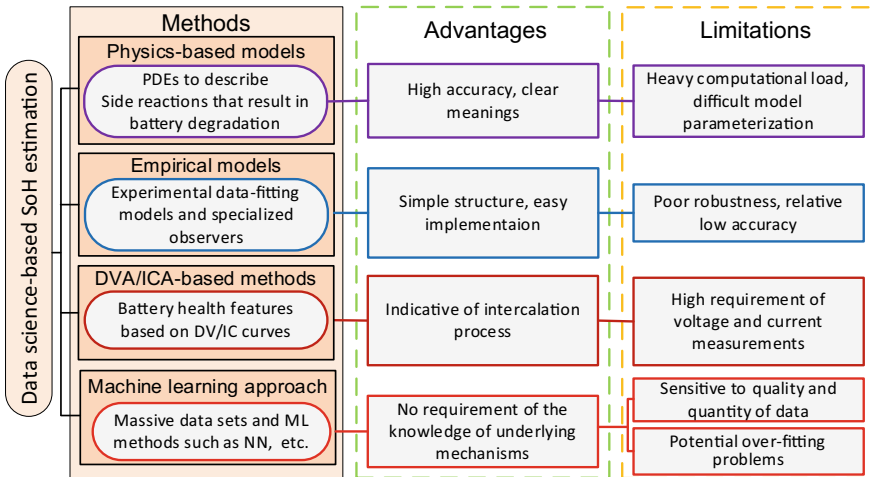 Data science-based SoH estimation
Methods
Physics-based models
PDEs to describe
Side reactions that result in
battery degradation
Empirical models
Experimental data-fitting
models and specialized
observers
DVA/ICA-based methods
Battery health features
based on DV/IC curves
Machine learning approach
Massive data sets and ML
methods such as NN, etc.
Advantages
High accuracy, clear
meanings
Simple structure, easy
implementaion
Indicative of intercalation
process
No requirement of the
knowledge of underlying
mechanisms
Limitations
Heavy computational load,
difficult model
parameterization
Poor robustness, relative
low accuracy
High requirement of
voltage and current
measurements
Sensitive to quality and
quantity of data
Potential over-fitting
problems